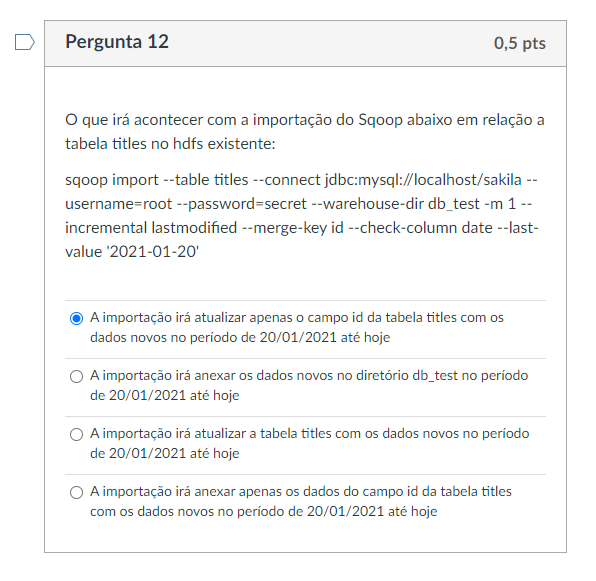 Pergunta 12
0,5 pts
O que irá acontecer com a importação do Sqoop abaixo em relação a
tabela titles no hdfs existente:
sqoop import --table titles --connect jdbc:mysql://localhost/sakila --
username=root --password=secret --warehouse-dir db_test -m 1 --
incremental lastmodified --merge-key id --check-column date --last-
value '2021-01-20'
A importação irá atualizar apenas o campo id da tabela titles com os
dados novos no período de 20/01/2021 até hoje
A importação irá anexar os dados novos no diretório db_test no período
de 20/01/2021 até hoje
A importação irá atualizar a tabela titles com os dados novos no período
de 20/01/2021 até hoje
A importação irá anexar apenas os dados do campo id da tabela titles
com os dados novos no período de 20/01/2021 até hoje